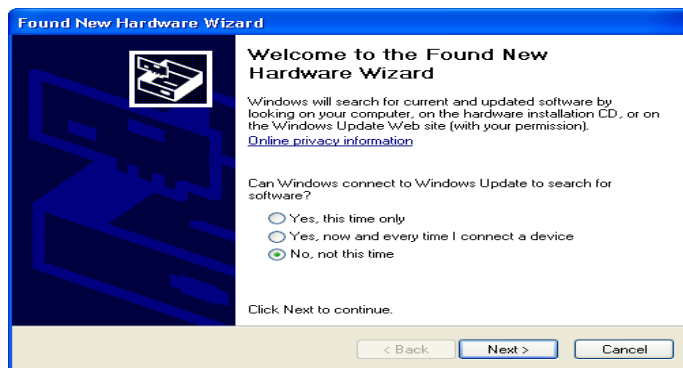 Found New Hardware Wizard
Welcome to the Found New
Hardware Wizard
Windows will search for current and updated software by
looking on your computer, on the hardware installation CD, or on
the Windows Update Web site (with your permission).
Online privacy information
Can Windows connect to Windows Update to search for
software?
Yes, this time only
Yes, now and every time I connect a device
No, not this time
Click Next to continue.
< Back Next > Cancel